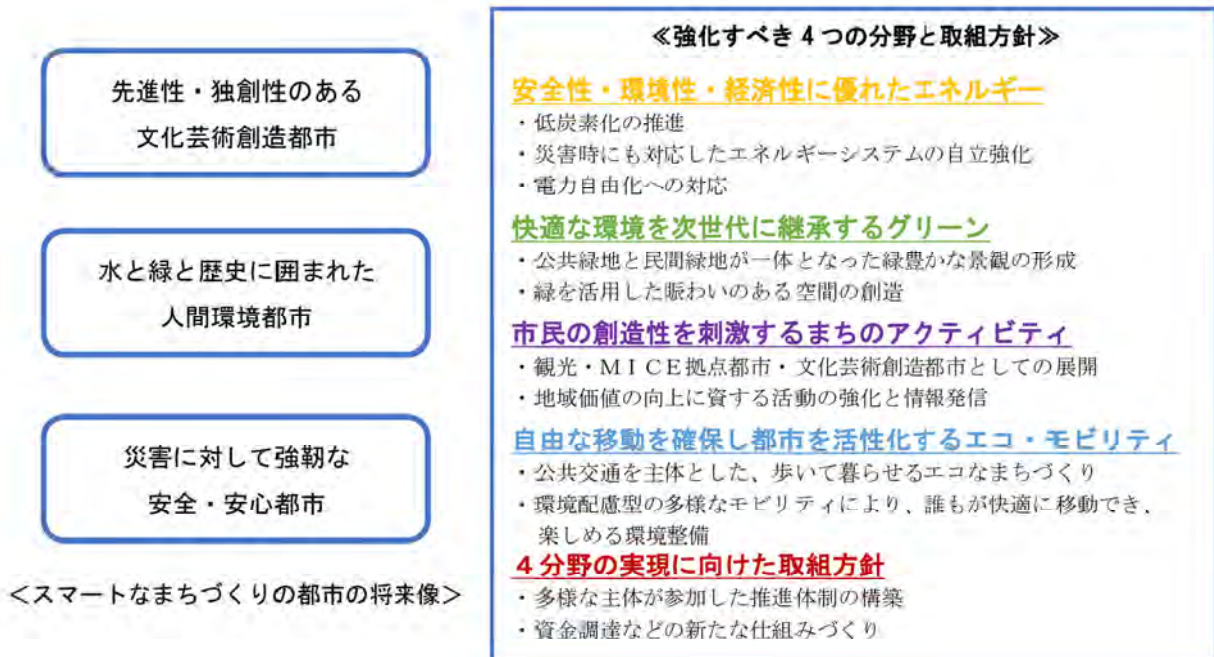 先進性・独創性のある
文化芸術創造都市
水と緑と歴史に囲まれた
人間環境都市
災害に対して強靭な
安全・安心都市
＜スマートなまちづくりの都市の将来像＞
≪強化すべき４つの分野と取組方針≫
安全性・環境性・経済性に優れたエネルギー
・低炭素化の推進
・災害時にも対応したエネルギーシステムの自立強化
・電力自由化への対応
快適な環境を次世代に継承するグリーン
・公共緑地と民間緑地が一体となった緑豊かな景観の形成
・緑を活用した賑わいのある空間の創造
市民の創造性を刺激するまちのアクティビティ
・観光・ＭＩＣＥ拠点都市・文化芸術創造都市としての展開
・地域価値の向上に資する活動の強化と情報発信
自由な移動を確保し都市を活性化するエコ・モビリティ
・公共交通を主体とした、歩いて暮らせるエコなまちづくり
・環境配慮型の多様なモビリティにより、誰もが快適に移動でき、
楽しめる環境整備
４分野の実現に向けた取組方針
・多様な主体が参加した推進体制の構築
・資金調達などの新たな仕組みづくり